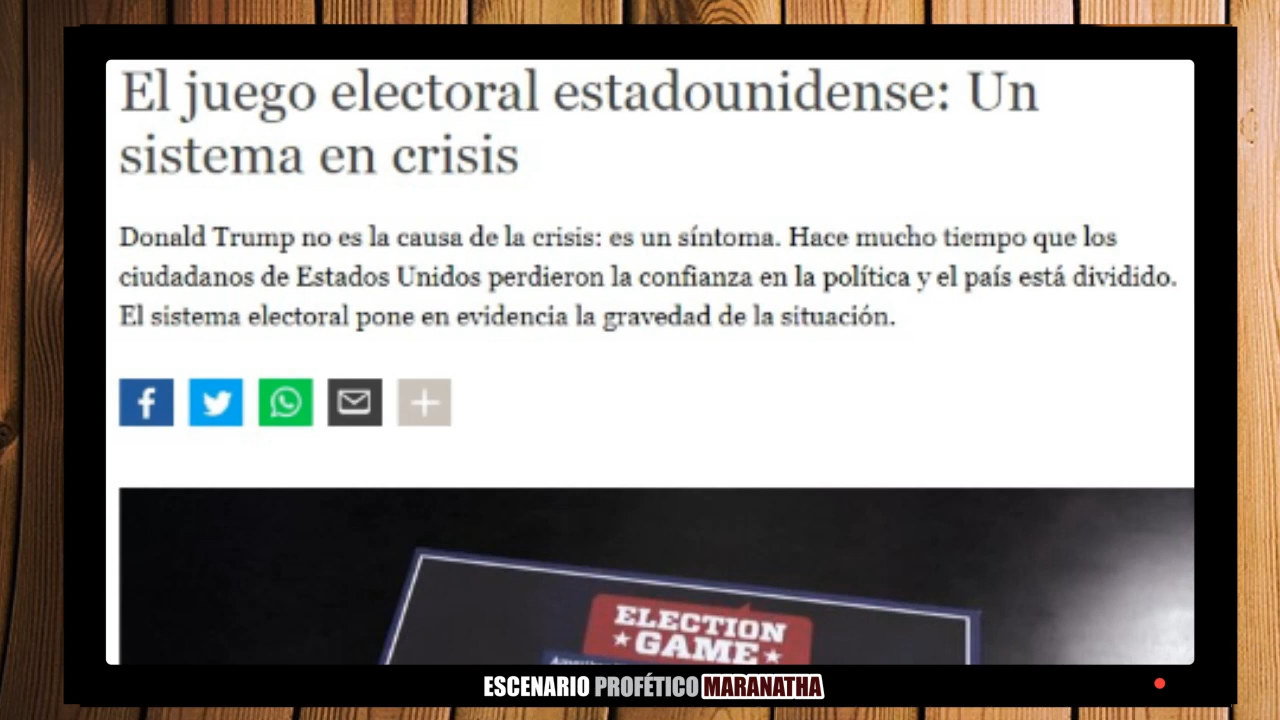 El juego electoral estadounidense: Un
sistema en crisis
Donald Trump no es la causa de la crisis: es un síntoma. Hace mucho tiempo que los
ciudadanos de Estados Unidos perdieron la confianza en la política y el país está dividido.
El sistema electoral pone en evidencia la gravedad de la situación.
ELECTION
GAME
ESCENARIO PROFÉTICO MARANATHA